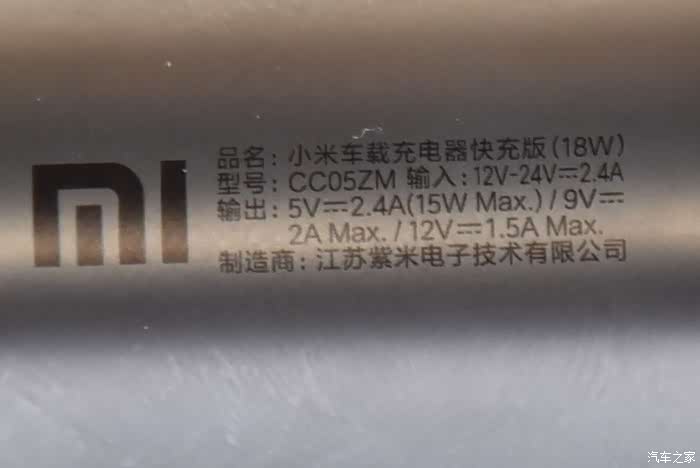 mi
品名：小米车载充电器快充版(18W)
型号：CC05ZM 输入：12V-24V⎓2.4A
输出：5V⎓2.4A(15W Max.) / 9V⎓
2A Max. / 12V⎓1.5A Max.
制造商：江苏紫米电子技术有限公司
汽车之家